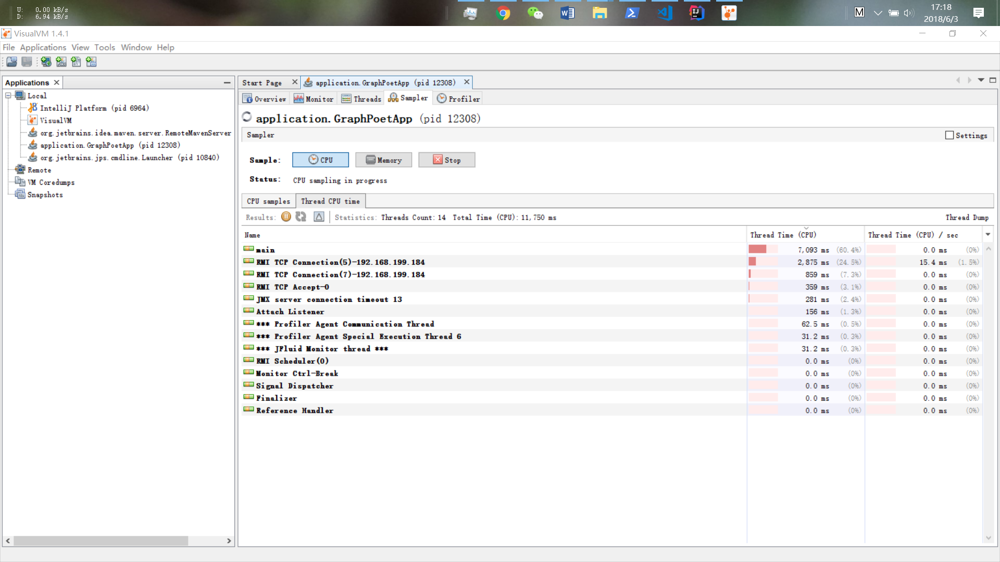 U: 0.00 kB/s
D: 6.94 kB/s
M
17:18
2018/6/3
VisualVM 1.4.1
File Applications View Tools Window Help
Applications
Start Page
application.GraphPoetApp (pid 12308)
Local
IntelliJ Platform (pid 6964)
VisualVM
org.jetbrains.idea.maven.server.RemoteMavenServer
application.GraphPoetApp (pid 12308)
org.jetbrains.jps.cmdline.Launcher (pid 10840)
Remote
VM Coredumps
Snapshots
Overview Monitor Threads Sampler Profiler
application.GraphPoetApp (pid 12308)
Sampler Settings
Sample: CPU Memory Stop
Status: CPU sampling in progress
CPU samples Thread CPU time
Results: Statistics: Threads Count: 14 Total Time (CPU): 11,750 ms Thread Dump
Name Thread Time (CPU) Thread Time (CPU) / sec
main 7,093 ms (60.4%) 0.0 ms (0%)
RMI TCP Connection(5)-192.168.199.184 2,875 ms (24.5%) 15.4 ms (1.5%)
RMI TCP Connection(7)-192.168.199.184 859 ms (7.3%) 0.0 ms (0%)
RMI TCP Accept-0 359 ms (3.1%) 0.0 ms (0%)
JMX server connection timeout 13 281 ms (2.4%) 0.0 ms (0%)
Attach Listener 156 ms (1.3%) 0.0 ms (0%)
*** Profiler Agent Communication Thread 62.5 ms (0.5%) 0.0 ms (0%)
*** Profiler Agent Special Execution Thread 6 31.2 ms (0.3%) 0.0 ms (0%)
*** JFluid Monitor thread *** 31.2 ms (0.3%) 0.0 ms (0%)
RMI Scheduler(0) 0.0 ms (0%) 0.0 ms (0%)
Monitor Ctrl-Break 0.0 ms (0%) 0.0 ms (0%)
Signal Dispatcher 0.0 ms (0%) 0.0 ms (0%)
Finalizer 0.0 ms (0%) 0.0 ms (0%)
Reference Handler 0.0 ms (0%) 0.0 ms (0%)